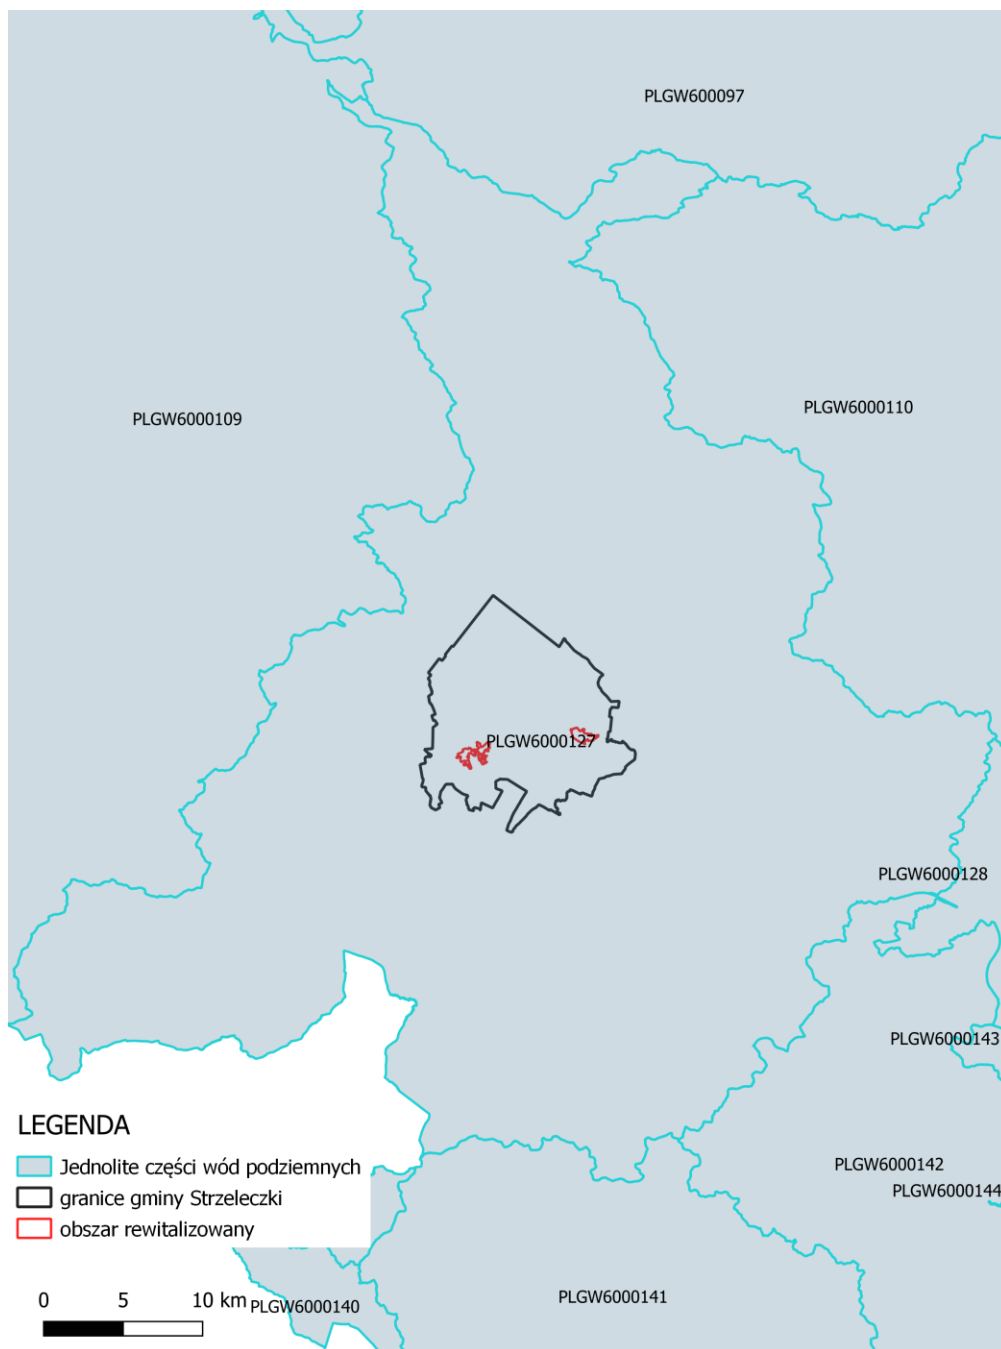 PLGW600097
PLGW6000110
PLGW6000109
PLGW6000127
PLGW6000128
PLGW6000143
LEGENDA
Jednolite części wód podziemnych
granice gminy Strzeleczki
obszar rewitalizowany
PLGW6000142
PLGW6000144
0 5 10 km
PLGW6000140
PLGW6000141